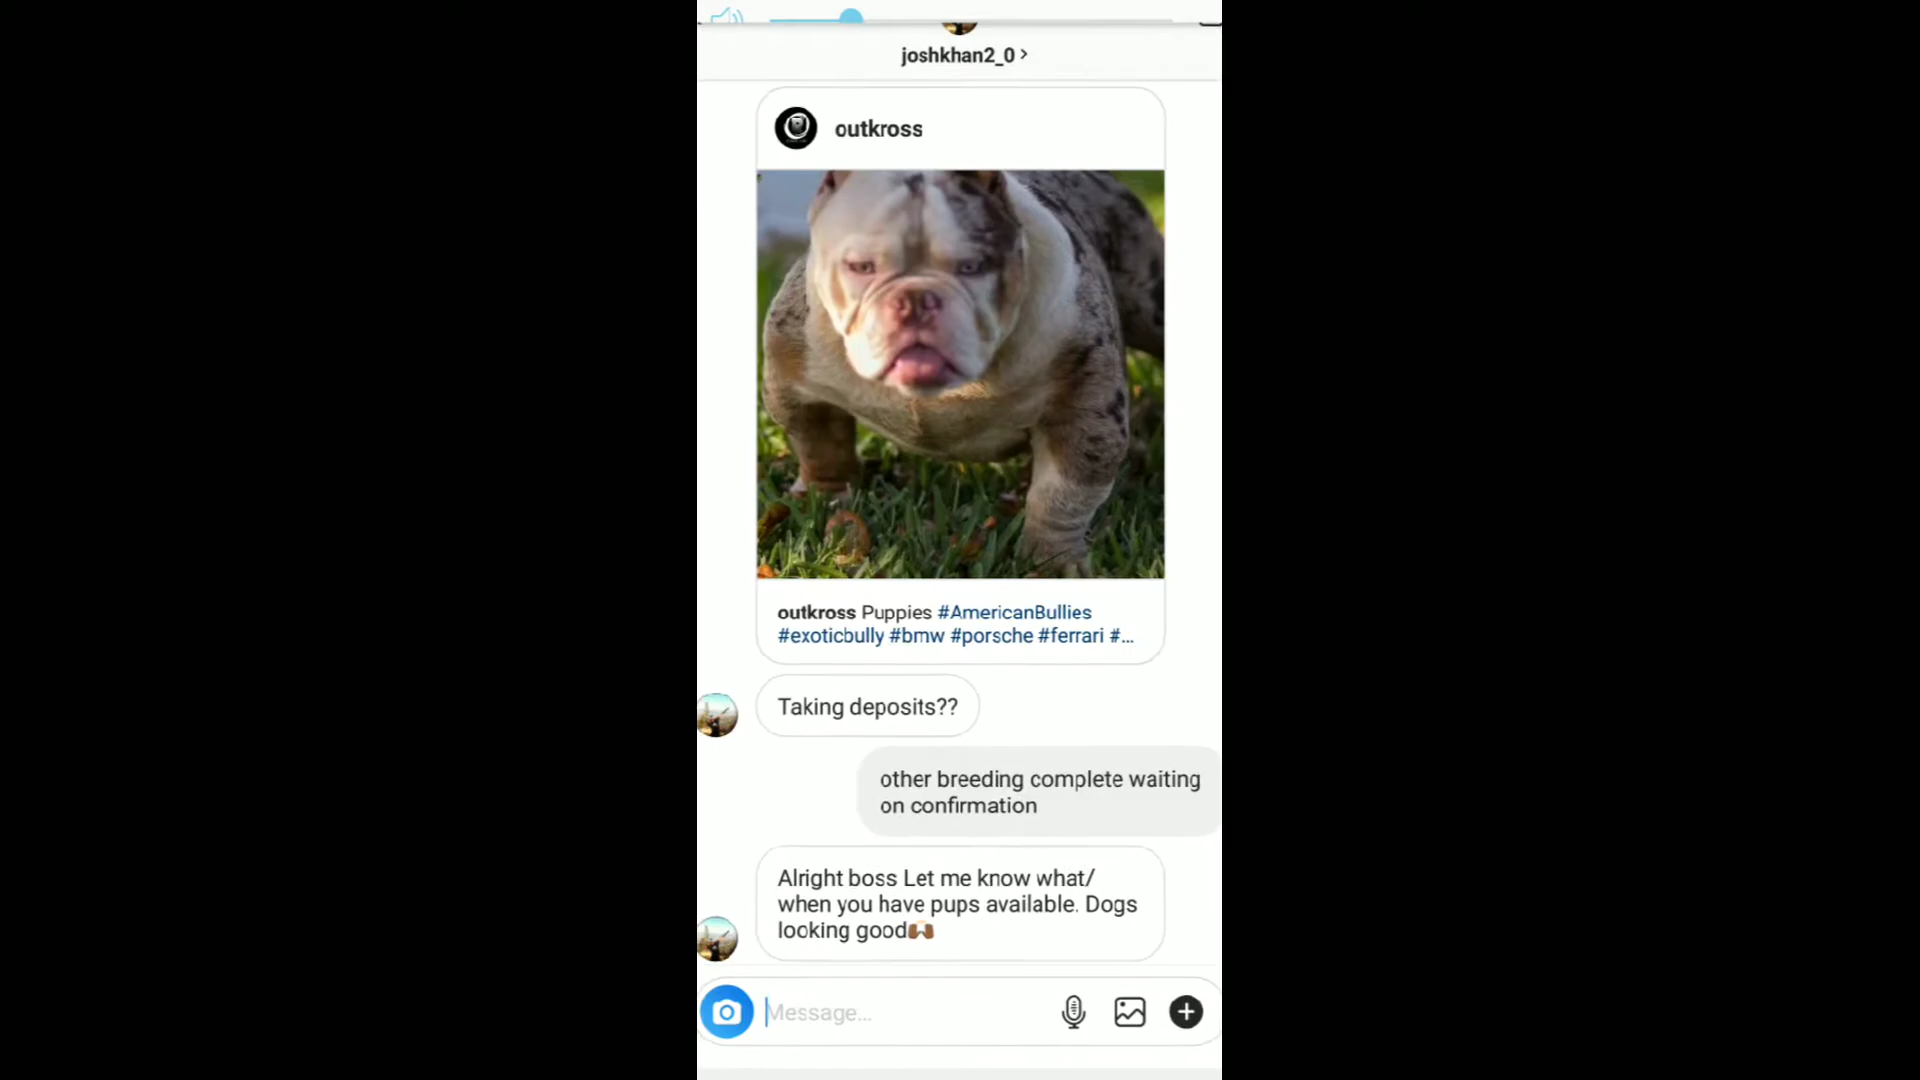 joshkhan2_0 >
outkross
outkross Puppies #AmericanBullies
#exoticbully #bmw #porsche #ferrari #...
Taking deposits??
other breeding complete waiting
on confirmation
Alright boss Let me know what/
when you have pups available. Dogs
looking good
Message...